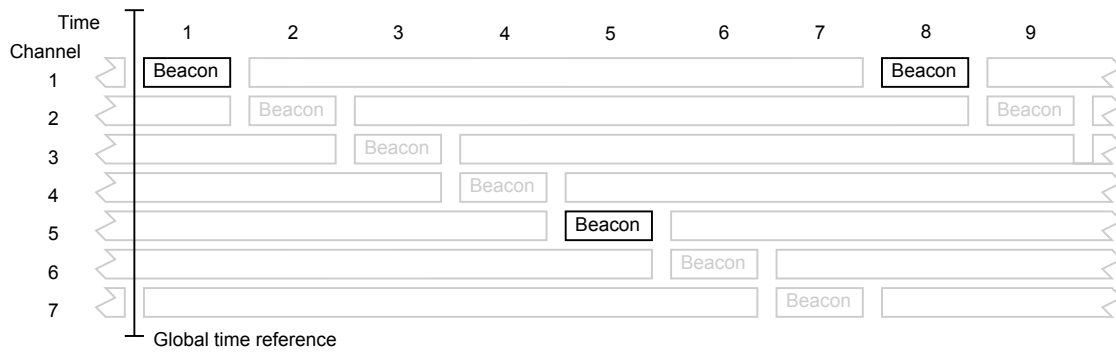 Time
1 2 3 4 5 6 7 8 9
Channel
1 Beacon Beacon
2 Beacon Beacon
3 Beacon
4 Beacon
5 Beacon
6 Beacon
7 Beacon
Global time reference